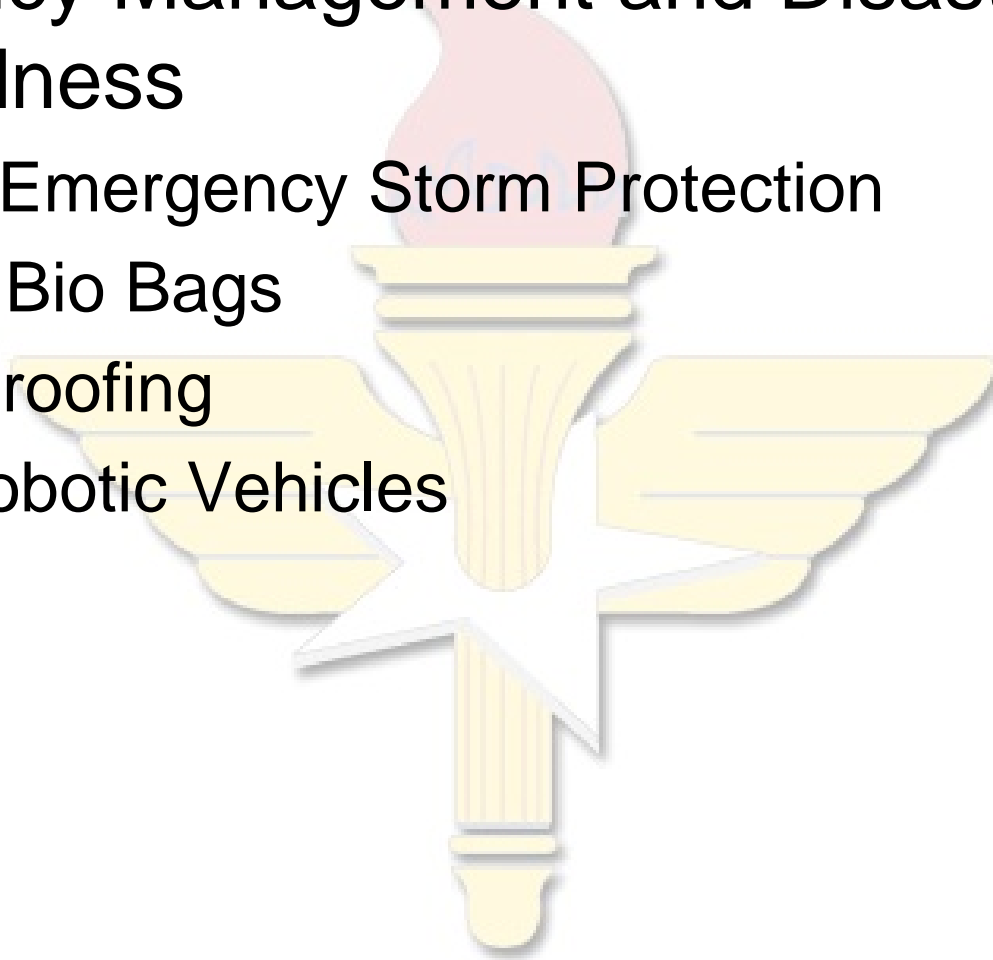 cy Management and Disas
dness
Emergency Storm Protection
Bio Bags
roofing
obotic Vehicles